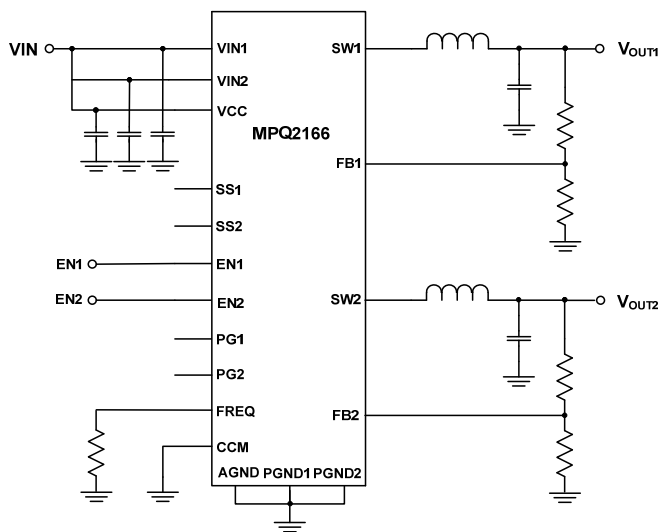 VIN
VIN1
VIN2
VCC
SS1
SS2
EN1
EN1
EN2
EN2
PG1
PG2
FREQ
CCM
AGND PGND1 PGND2
MPQ2166
SW1
VOUT1
FB1
SW2
VOUT2
FB2